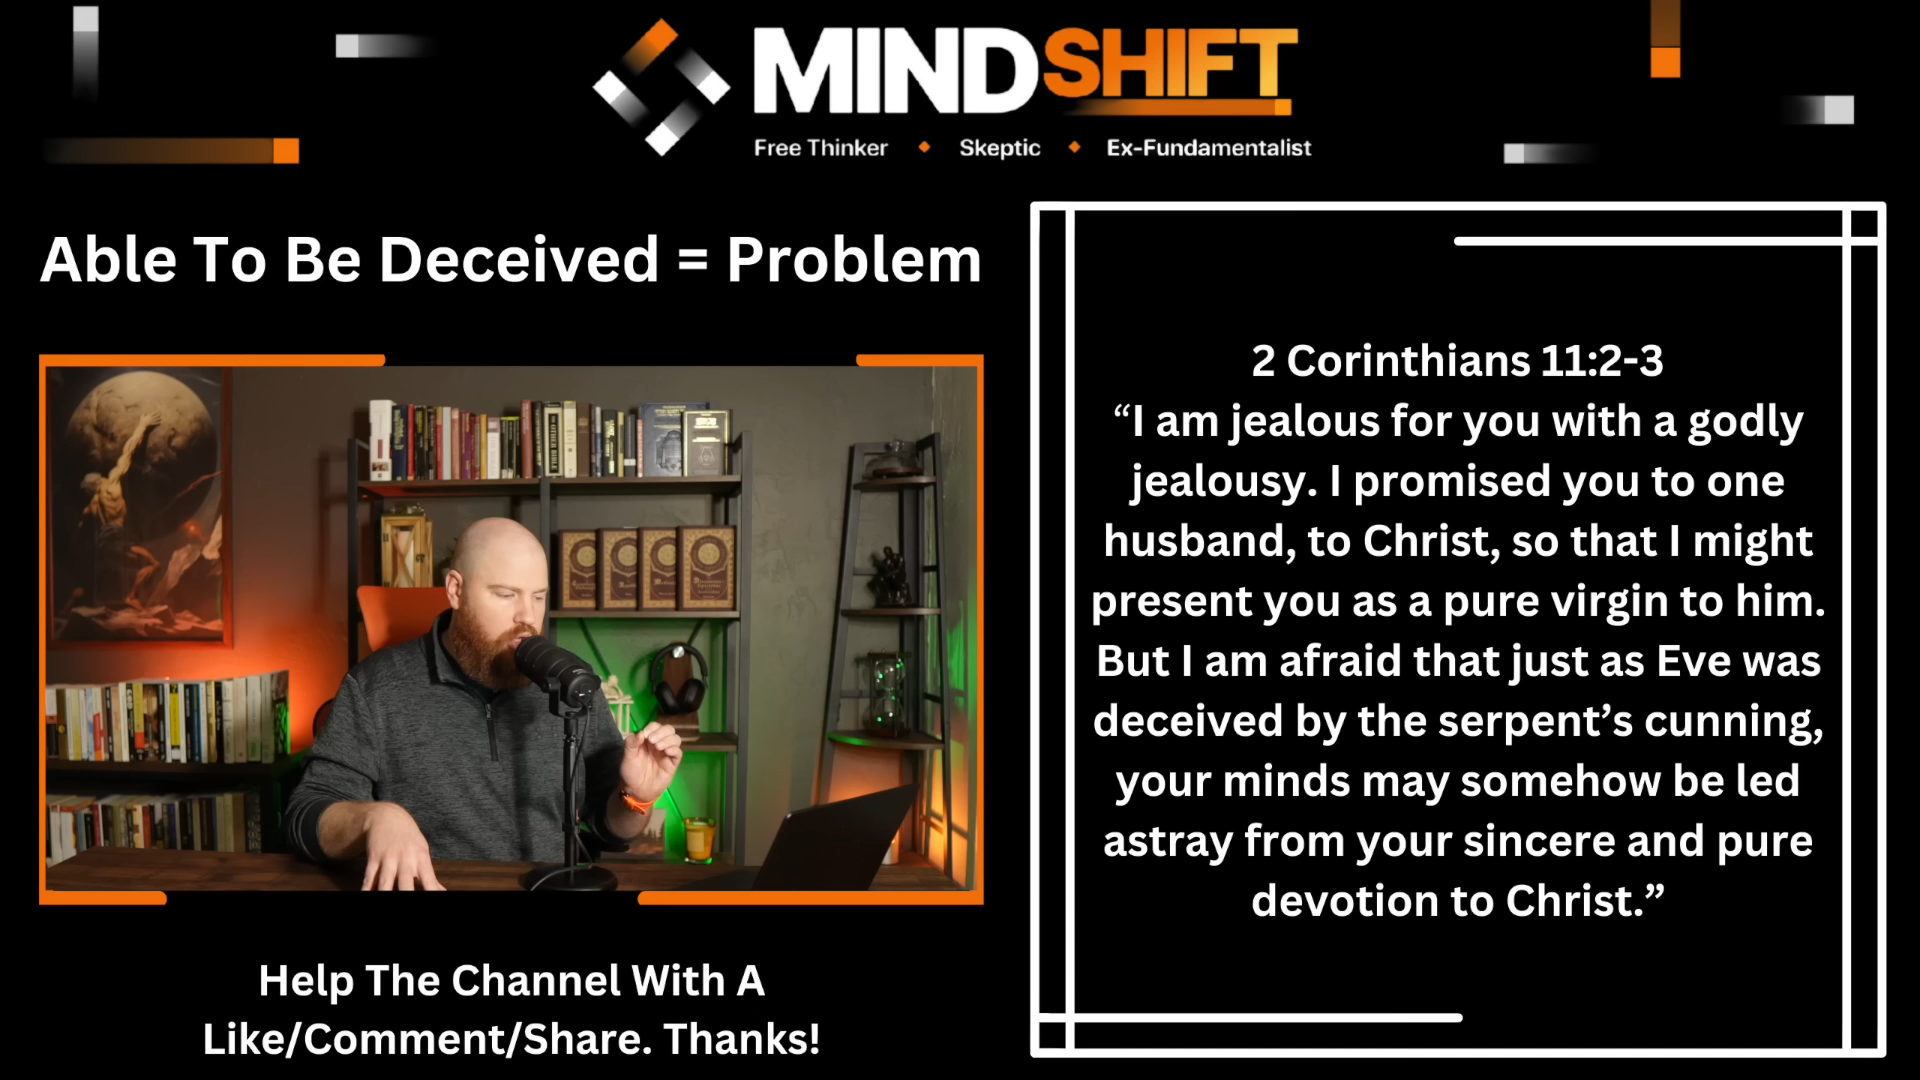 MINDSHIFT
Free Thinker ◆ Skeptic ◆ Ex-Fundamentalist
Able To Be Deceived = Problem
THE OTHER BIBLE
Help The Channel With A
Like/Comment/Share. Thanks!
2 Corinthians 11:2-3
“I am jealous for you with a godly
jealousy. I promised you to one
husband, to Christ, so that I might
present you as a pure virgin to him.
But I am afraid that just as Eve was
deceived by the serpent’s cunning,
your minds may somehow be led
astray from your sincere and pure
devotion to Christ.”